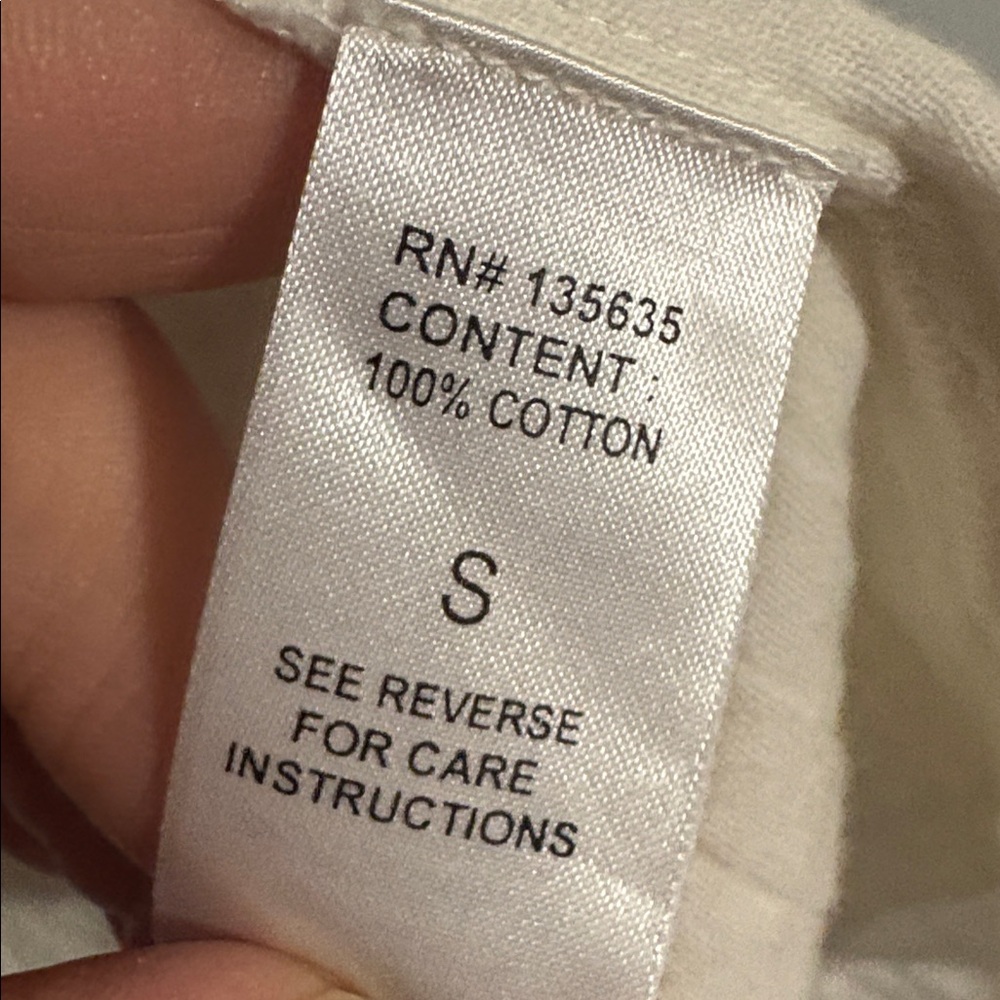 RN# 135635
CONTENT :
100% COTTON
S
SEE REVERSE
FOR CARE
INSTRUCTIONS